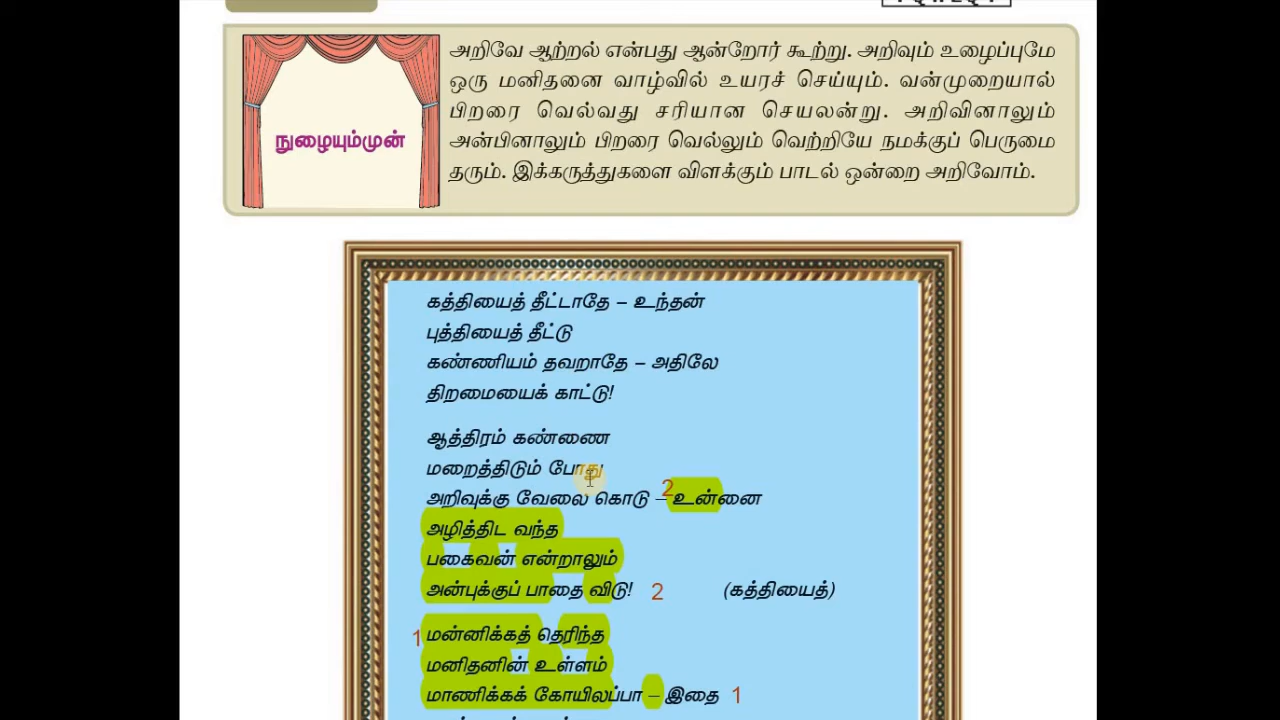 அறிவே ஆற்றல் என்பது ஆன்றோர் கூற்று. அறிவும் உழைப்புமே
ஒரு மனிதனை வாழ்வில் உயரச் செய்யும். வன்முறையால்
பிறரை வெல்வது சரியான செயலன்று. அறிவினாலும்
அன்பினாலும் பிறரை வெல்லும் வெற்றியே நமக்குப் பெருமை
தரும். இக்கருத்துகளை விளக்கும் பாடல் ஒன்றை அறிவோம்.
நுழையும்முன்
கத்தியைத் தீட்டாதே – உந்தன்
புத்தியைத் தீட்டு
கண்ணியம் தவறாதே – அதிலே
திறமையைக் காட்டு!
ஆத்திரம் கண்ணை
மறைத்திடும் போது
அறிவுக்கு வேலை கொடு – 2 உன்னை
அழித்திட வந்த
பகைவன் என்றாலும்
அன்புக்குப் பாதை விடு! 2 (கத்தியைத்)
1 மன்னிக்கத் தெரிந்த
மனிதனின் உள்ளம்
மாணிக்கக் கோயிலப்பா – இதை 1